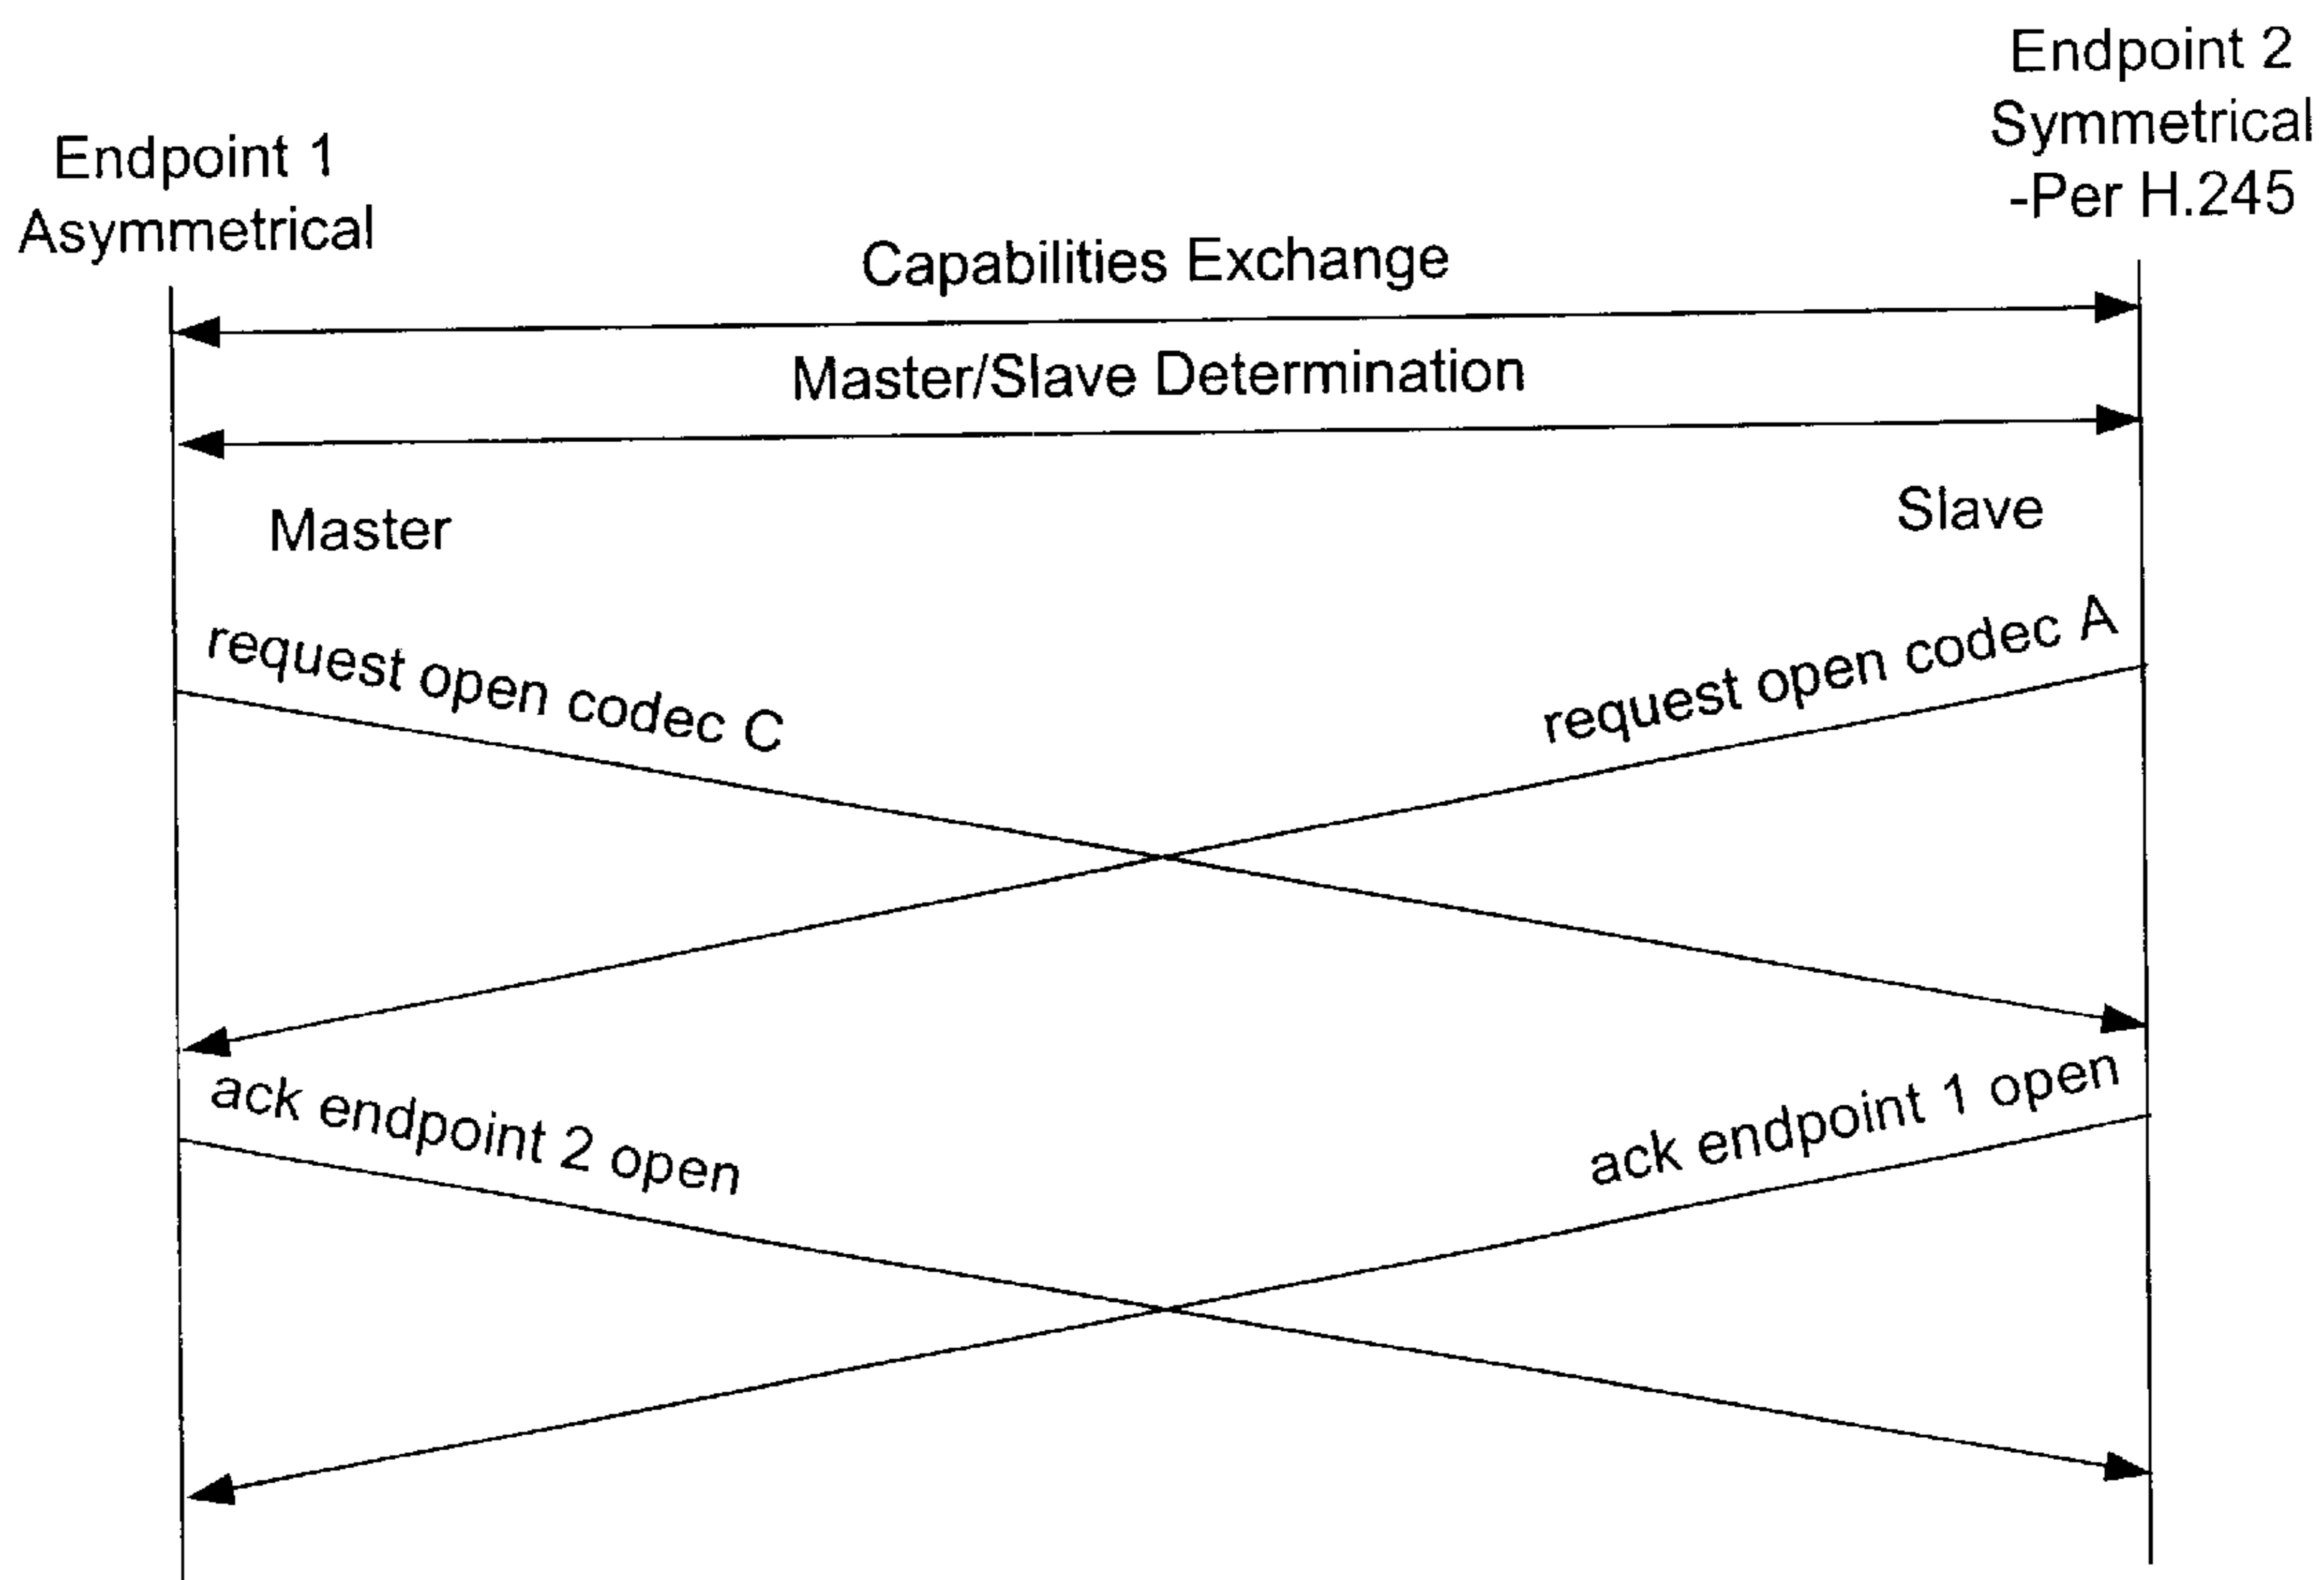 Endpoint 2
Symmetrical
-Per H.245
Endpoint 1
Asymmetrical
Capabilities Exchange
Master/Slave Determination
Master
Slave
request open codec C
request open codec A
ack endpoint 2 open
ack endpoint 1 open